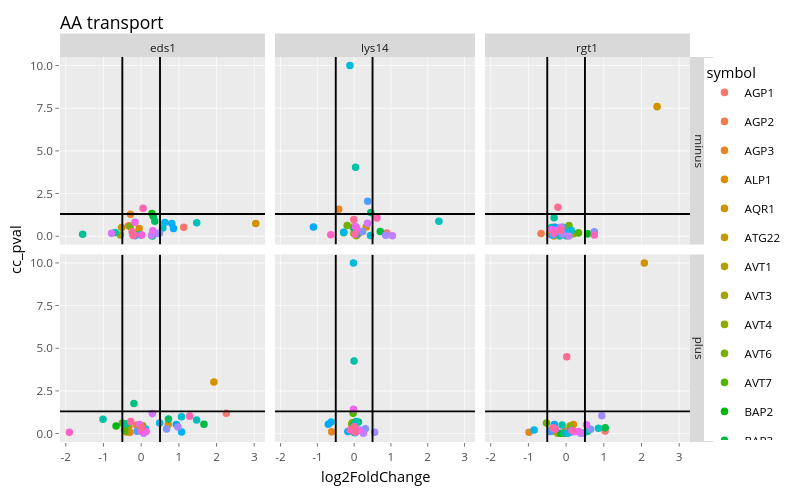 AA transport
eds1 lys14 rgt1
symbol
10.0
7.5
5.0
2.5
0.0
minus
10.0
7.5
5.0
2.5
0.0
plus
cc_pval
-2 -1 0 1 2 3 -2 -1 0 1 2 3 -2 -1 0 1 2 3
log2FoldChange
AGP1
AGP2
AGP3
ALP1
AQR1
ATG22
AVT1
AVT3
AVT4
AVT6
AVT7
BAP2
BAP3